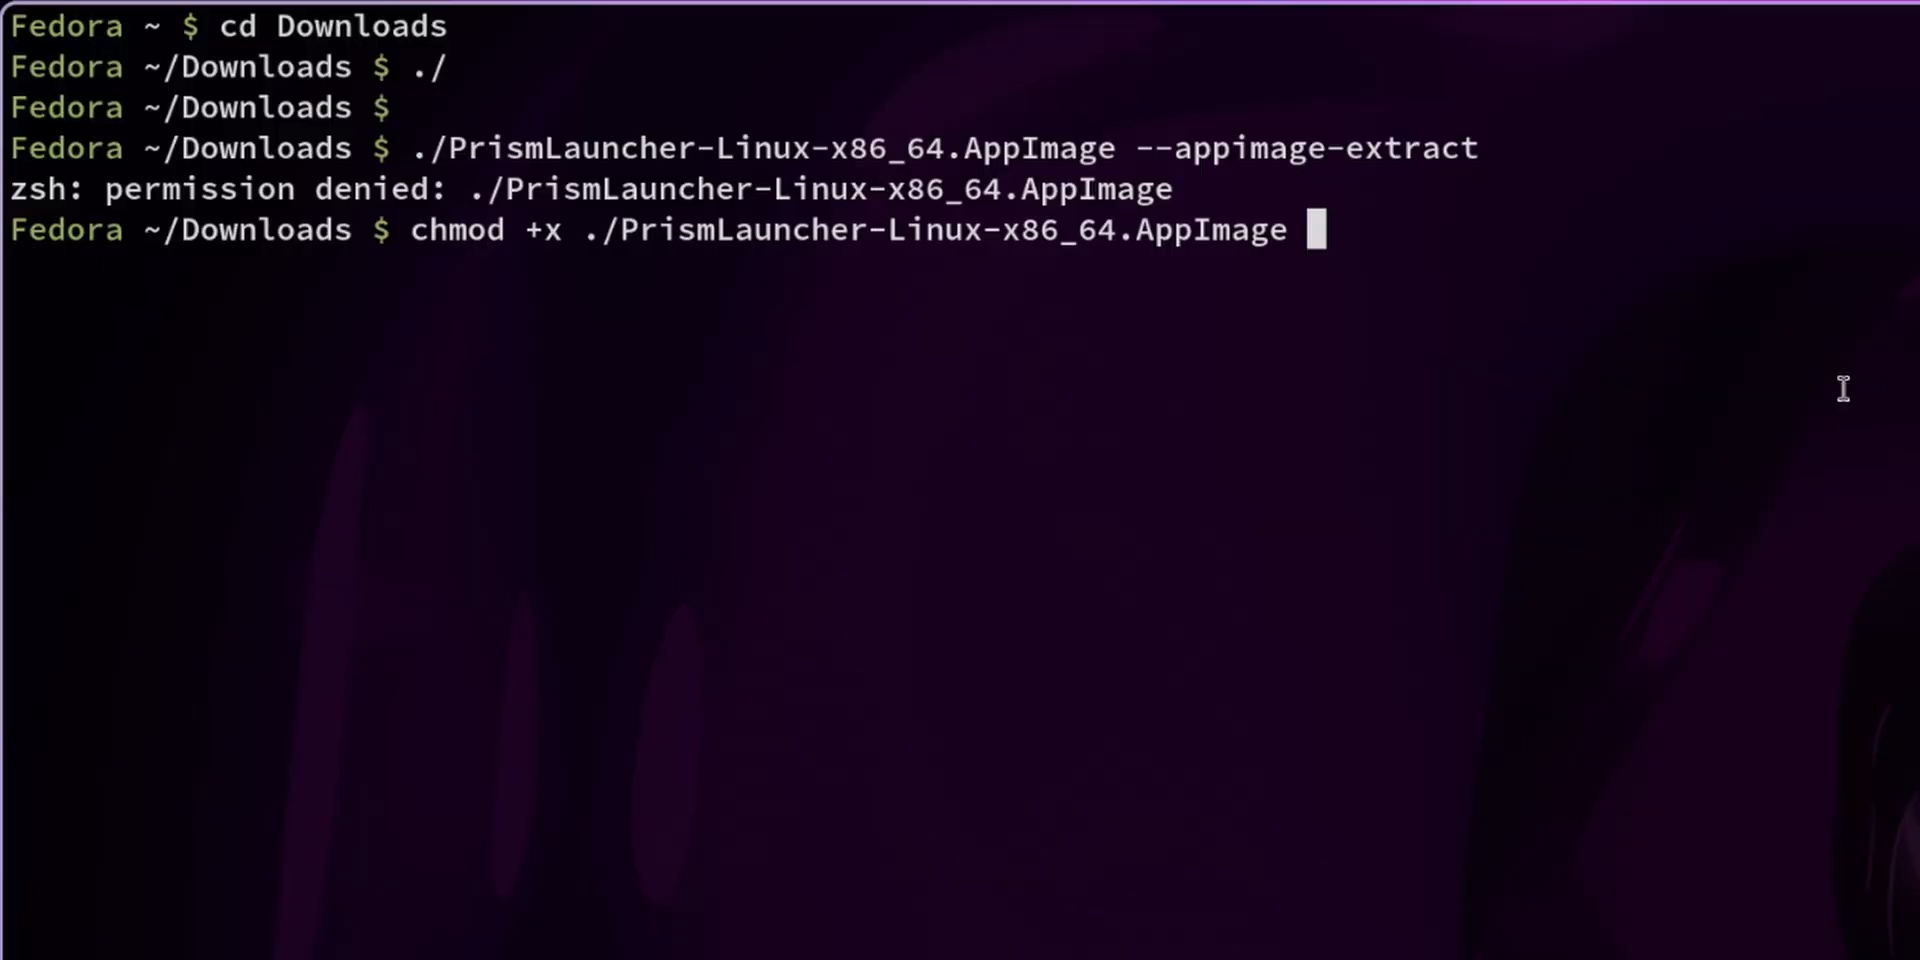 Fedora ~ $ cd Downloads
Fedora ~/Downloads $ ./
Fedora ~/Downloads $
Fedora ~/Downloads $ ./PrismLauncher-Linux-x86_64.AppImage --appimage-extract
zsh: permission denied: ./PrismLauncher-Linux-x86_64.AppImage
Fedora ~/Downloads $ chmod +x ./PrismLauncher-Linux-x86_64.AppImage